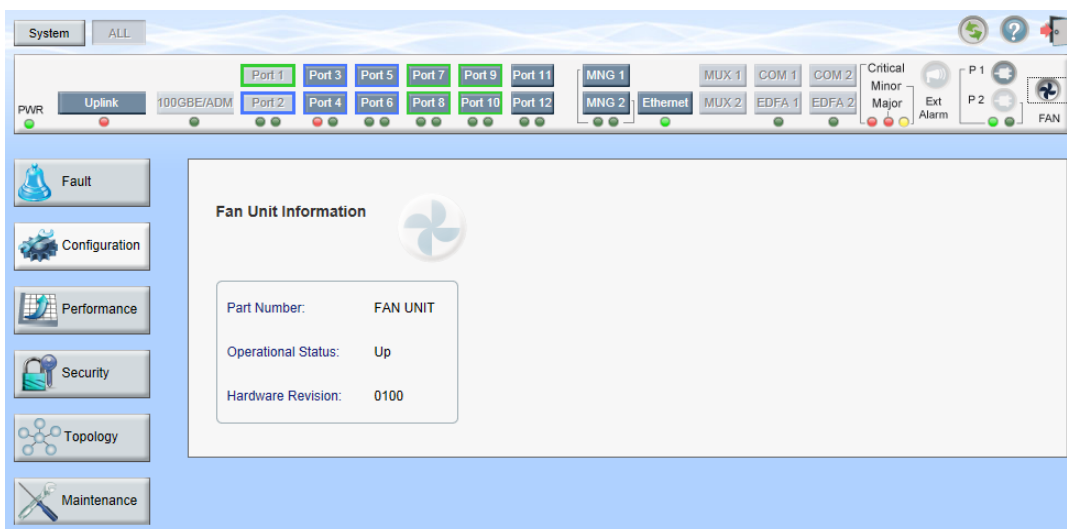 System ALL
Port 1 Port 3 Port 5 Port 7 Port 9 Port 11 MNG 1 MUX 1 COM 1 COM 2 Critical P 1
Minor
PWR Uplink 100GBE/ADM Port 2 Port 4 Port 6 Port 8 Port 10 Port 12 MNG 2 Ethernet MUX 2 EDFA 1 EDFA 2 Major Ext P 2
Alarm FAN
Fault
Configuration
Performance
Security
Topology
Maintenance
Fan Unit Information
Part Number: FAN UNIT
Operational Status: Up
Hardware Revision: 0100